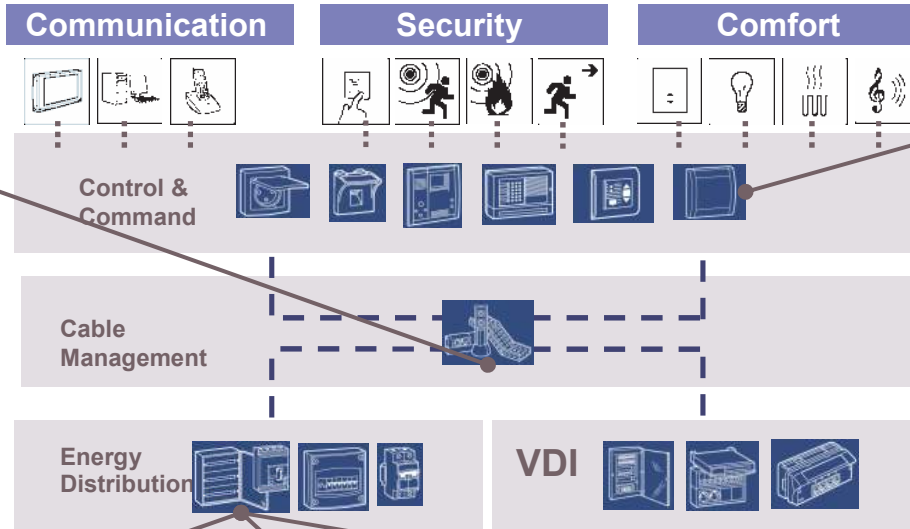 Communication
Security
Comfort
Control &
Command
Cable
Management
Energy
Distribution
VDI